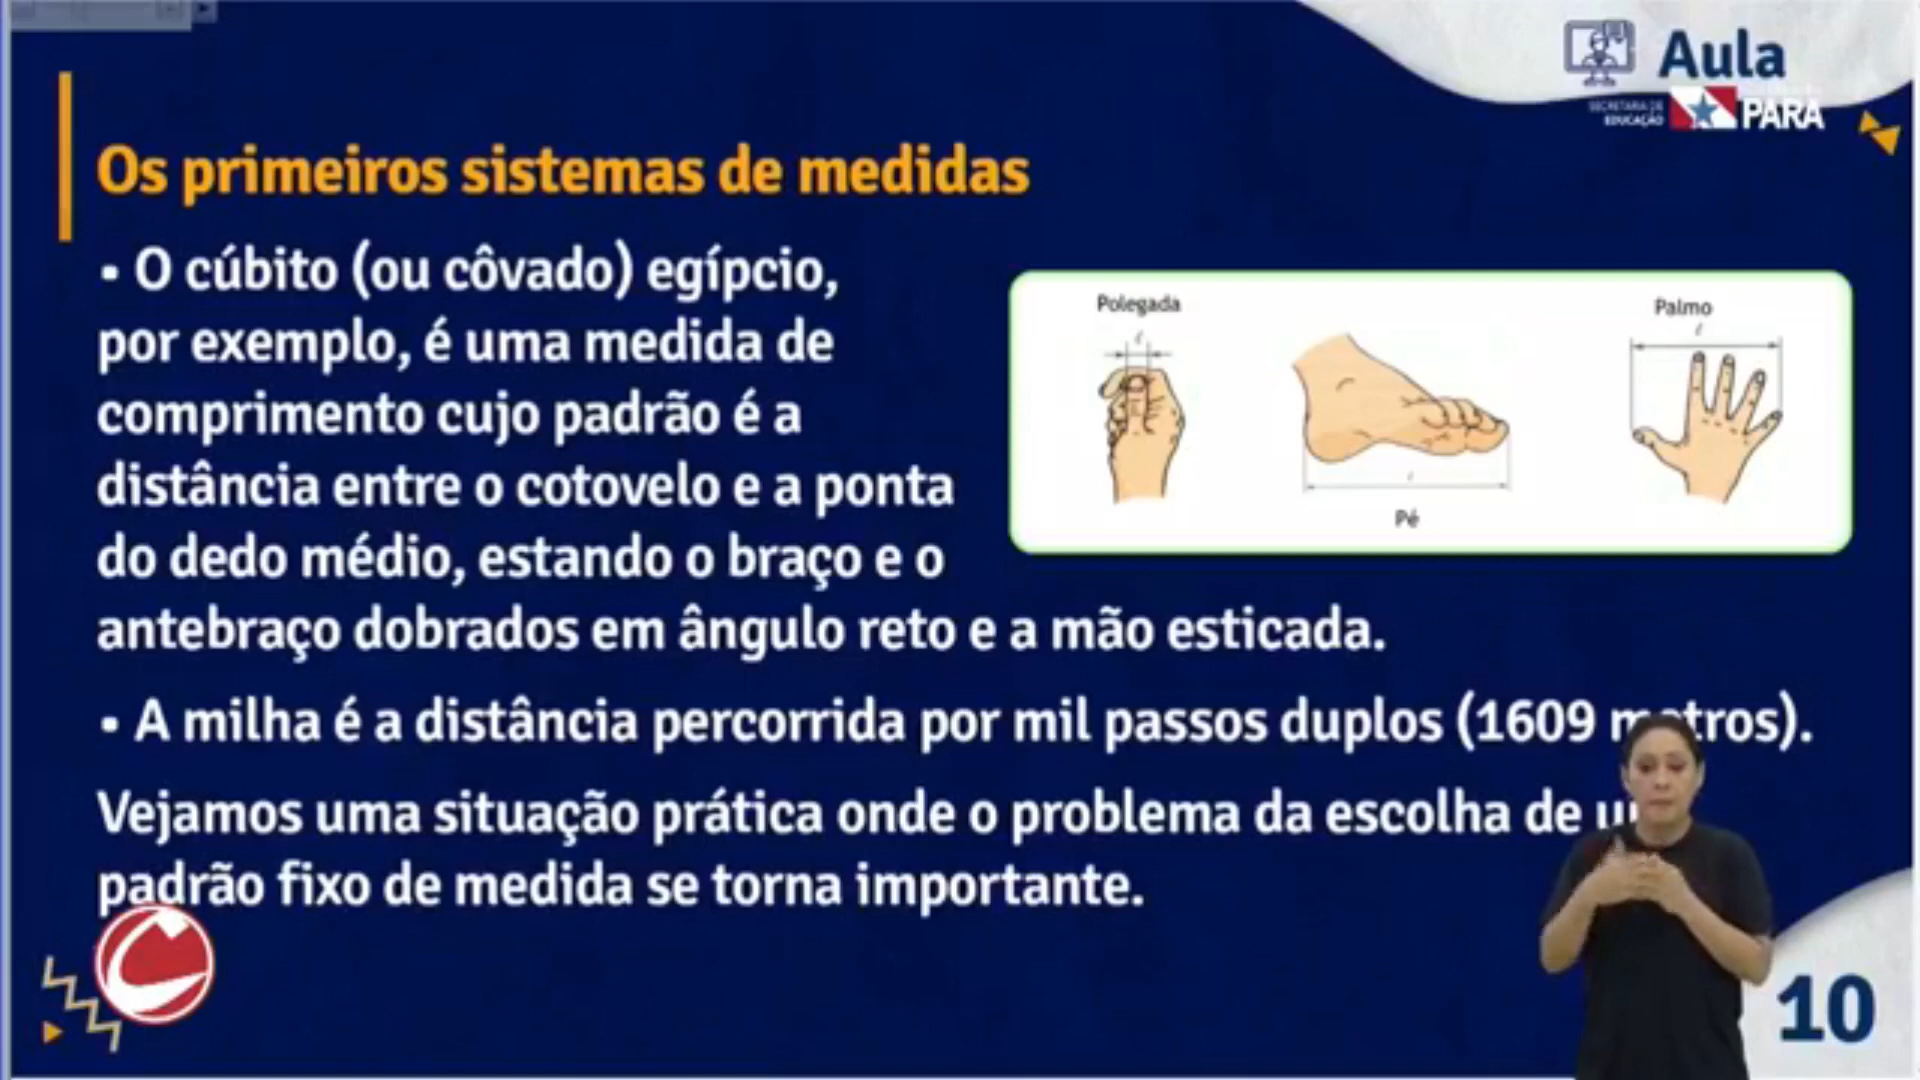 Aula
SECRETARIA DE
EDUCAÇÃO
PARÁ
Os primeiros sistemas de medidas
• O cúbito (ou côvado) egípcio,
por exemplo, é uma medida de
comprimento cujo padrão é a
distância entre o cotovelo e a ponta
do dedo médio, estando o braço e o
antebraço dobrados em ângulo reto e a mão esticada.
Polegada
Palmo
Pé
• A milha é a distância percorrida por mil passos duplos (1609 metros).
Vejamos uma situação prática onde o problema da escolha de
padrão fixo de medida se torna importante.
10